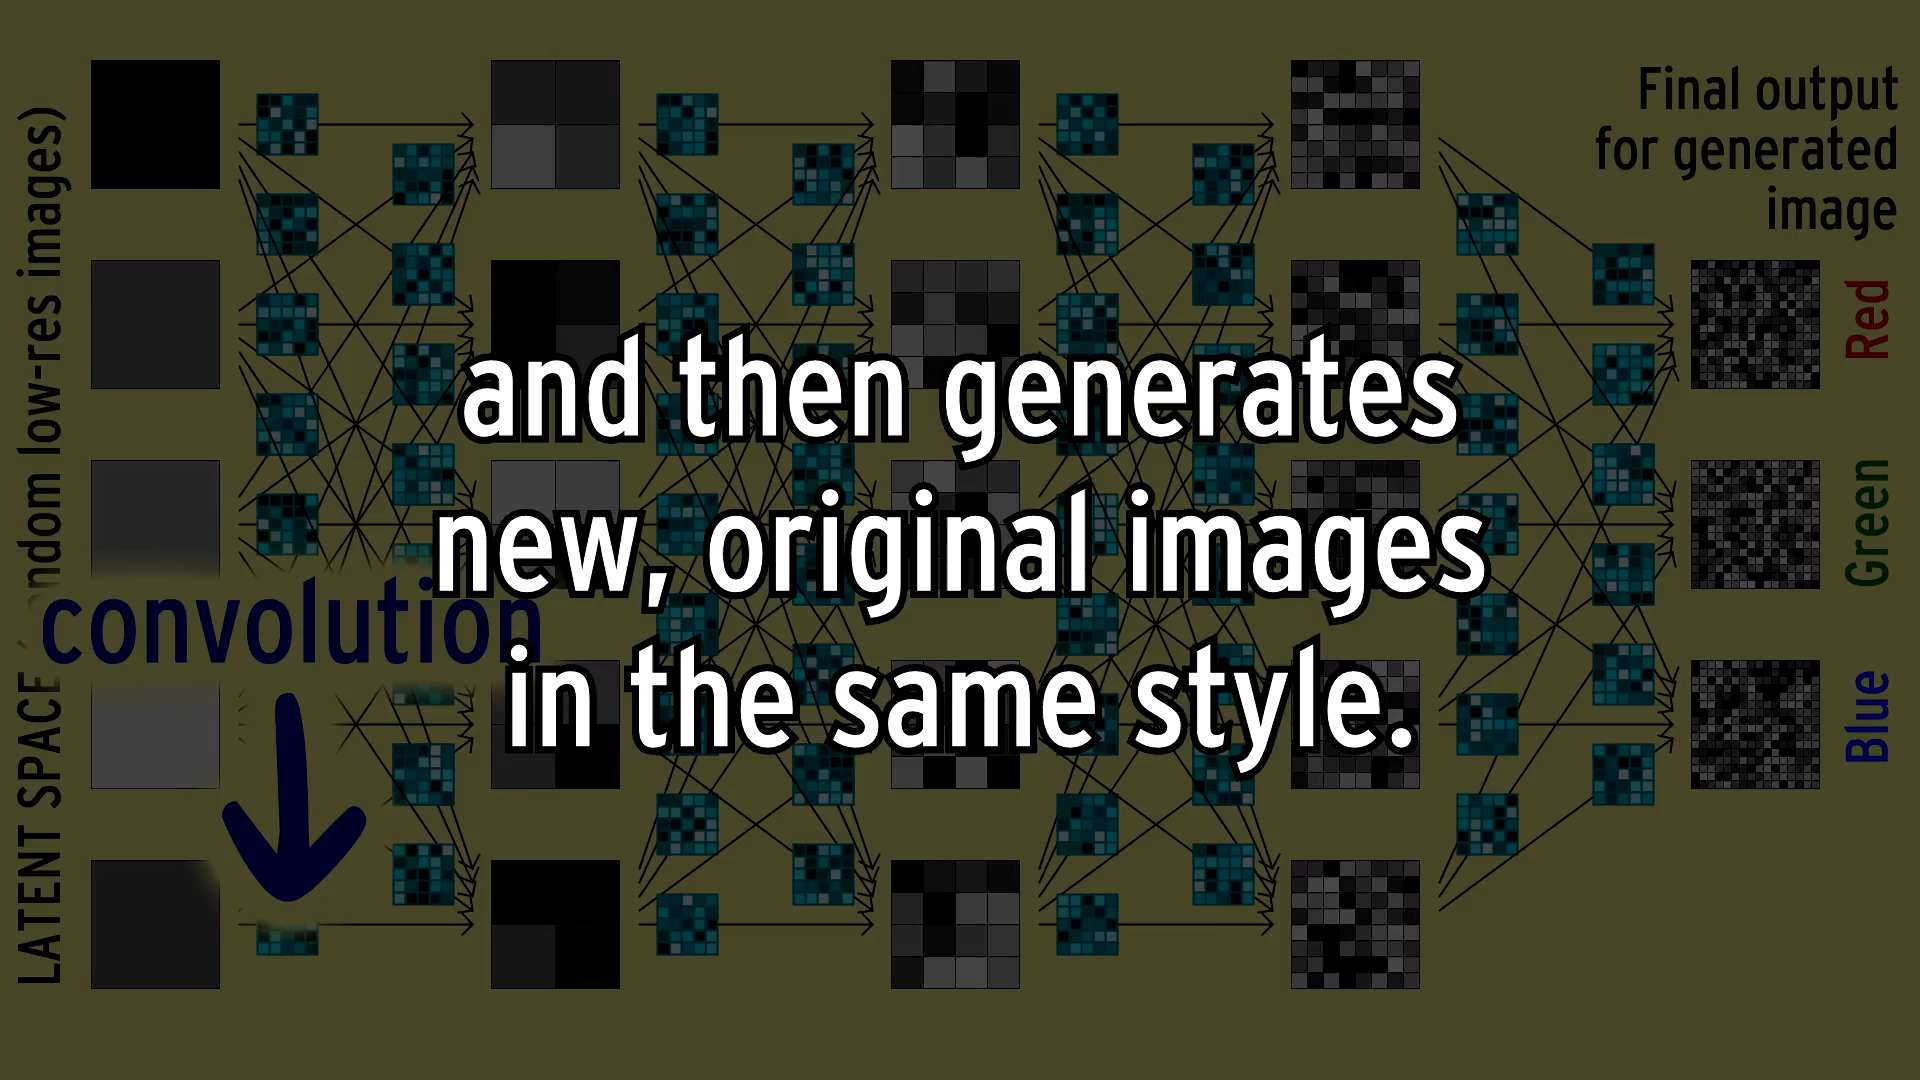 LATENT SPACE
ndom low-res images)
Final output
for generated
image
Red
Green
Blue
convolution
and then generates
new, original images
in the same style.